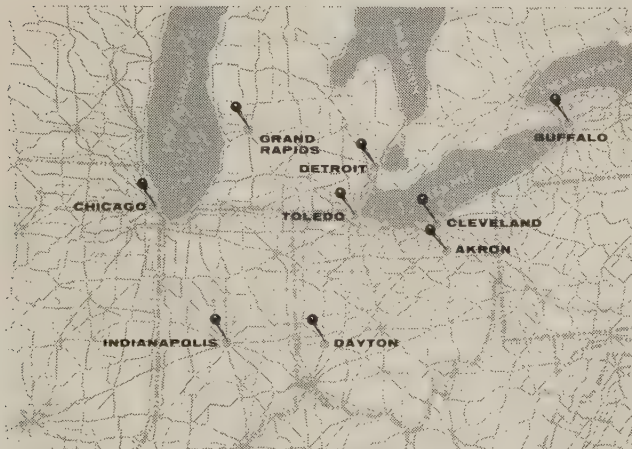 GRAND
RAPIDS
BUFFALO
DETROIT
CHICAGO
TOLEDO
CLEVELAND
AKRON
INDIANAPOLIS
DAYTON